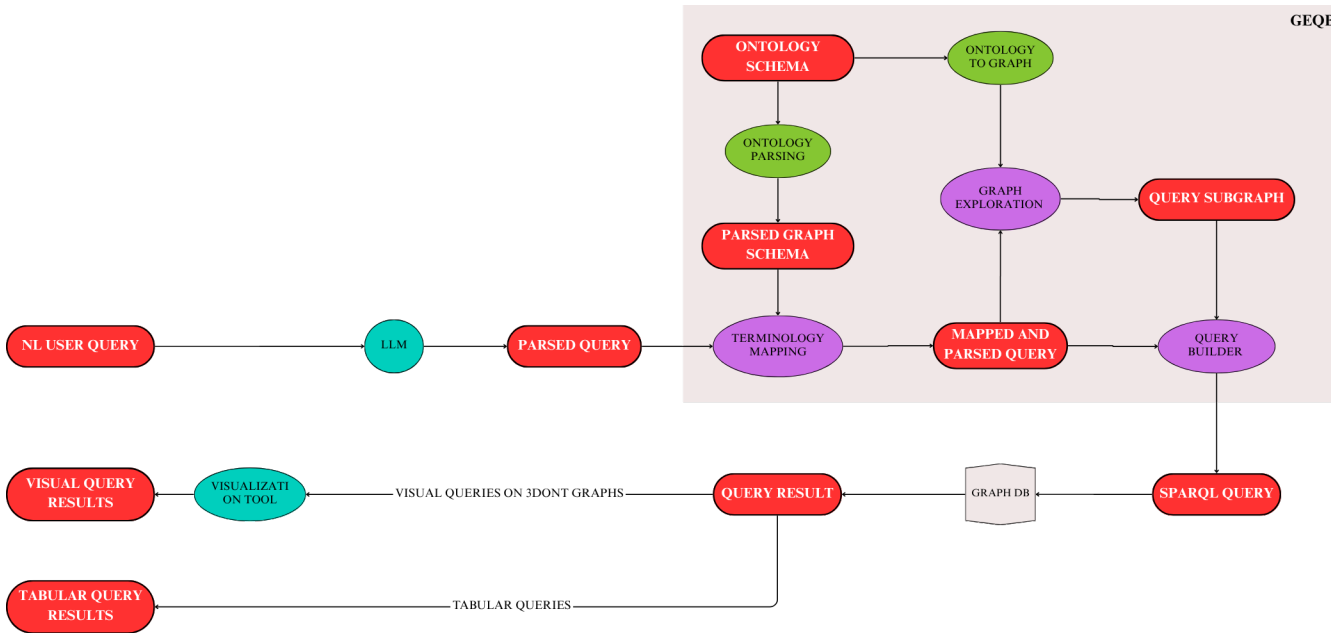 GEQB
ONTOLOGY
SCHEMA
ONTOLOGY
TO GRAPH
ONTOLOGY
PARSING
GRAPH
EXPLORATION
QUERY SUBGRAPH
PARSED GRAPH
SCHEMA
NL USER QUERY
LLM
PARSED QUERY
TERMINOLOGY
MAPPING
MAPPED AND
PARSED QUERY
QUERY
BUILDER
VISUAL QUERY
RESULTS
VISUALIZATI
ON TOOL
VISUAL QUERIES ON 3DONT GRAPHS
QUERY RESULT
GRAPH DB
SPARQL QUERY
TABULAR QUERY
RESULTS
TABULAR QUERIES